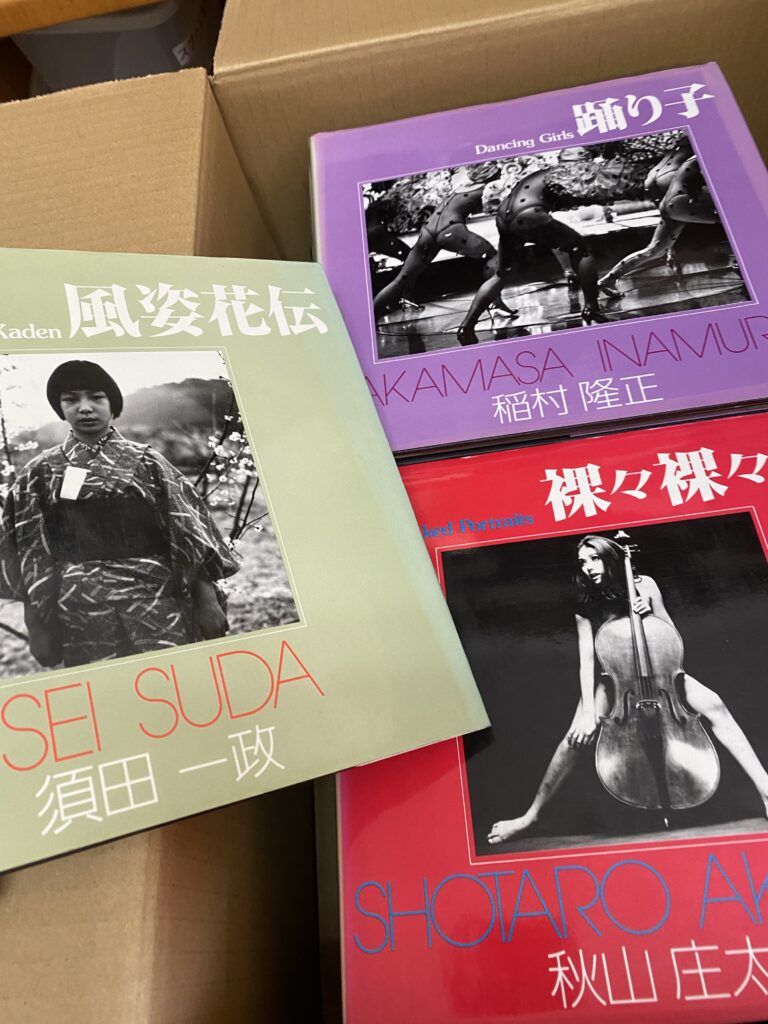 Kaden 風姿花伝
SEI SUDA
須田 一政
Dancing Girls 踊り子
AKAMASA INAMUR
稲村 隆正
ked Portraits 裸々裸々
SHOTARO AK
秋山 庄太